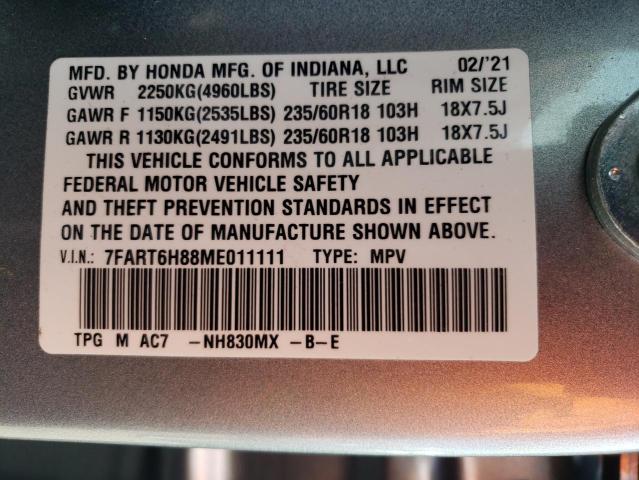 MFD. BY HONDA MFG. OF INDIANA, LLC 02/'21
GVWR 2250KG(4960LBS) TIRE SIZE RIM SIZE
GAWR F 1150KG(2535LBS) 235/60R18 103H 18X7.5J
GAWR R 1130KG(2491LBS) 235/60R18 103H 18X7.5J
THIS VEHICLE CONFORMS TO ALL APPLICABLE
FEDERAL MOTOR VEHICLE SAFETY
AND THEFT PREVENTION STANDARDS IN EFFECT
ON THE DATE OF MANUFACTURE SHOWN ABOVE.
V.I.N.: 7FART6H88ME011111 TYPE: MPV
TPG M AC7 -NH830MX -B-E